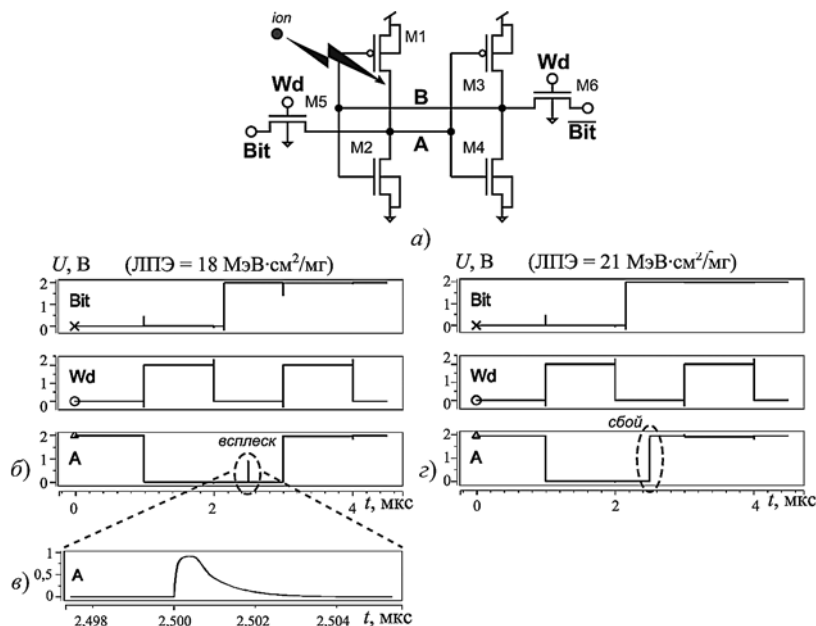 ion
M1
M3
Wd
M5
B
Wd
M6
Bit
M2
A
M4
Bit
а)
U, В (ЛПЭ = 18 МэВ·см²/мг)
2
1
0
Bit
2
1
0
Wd
2
1
0
A
всплеск
б)
0 2 4 t, мкс
1
0,5
0
A
в)
2,498 2,500 2,502 2,504 t, мкс
U, В (ЛПЭ = 21 МэВ·см²/мг)
2
1
0
Bit
2
1
0
Wd
2
1
0
A
сбой
г)
0 2 4 t, мкс